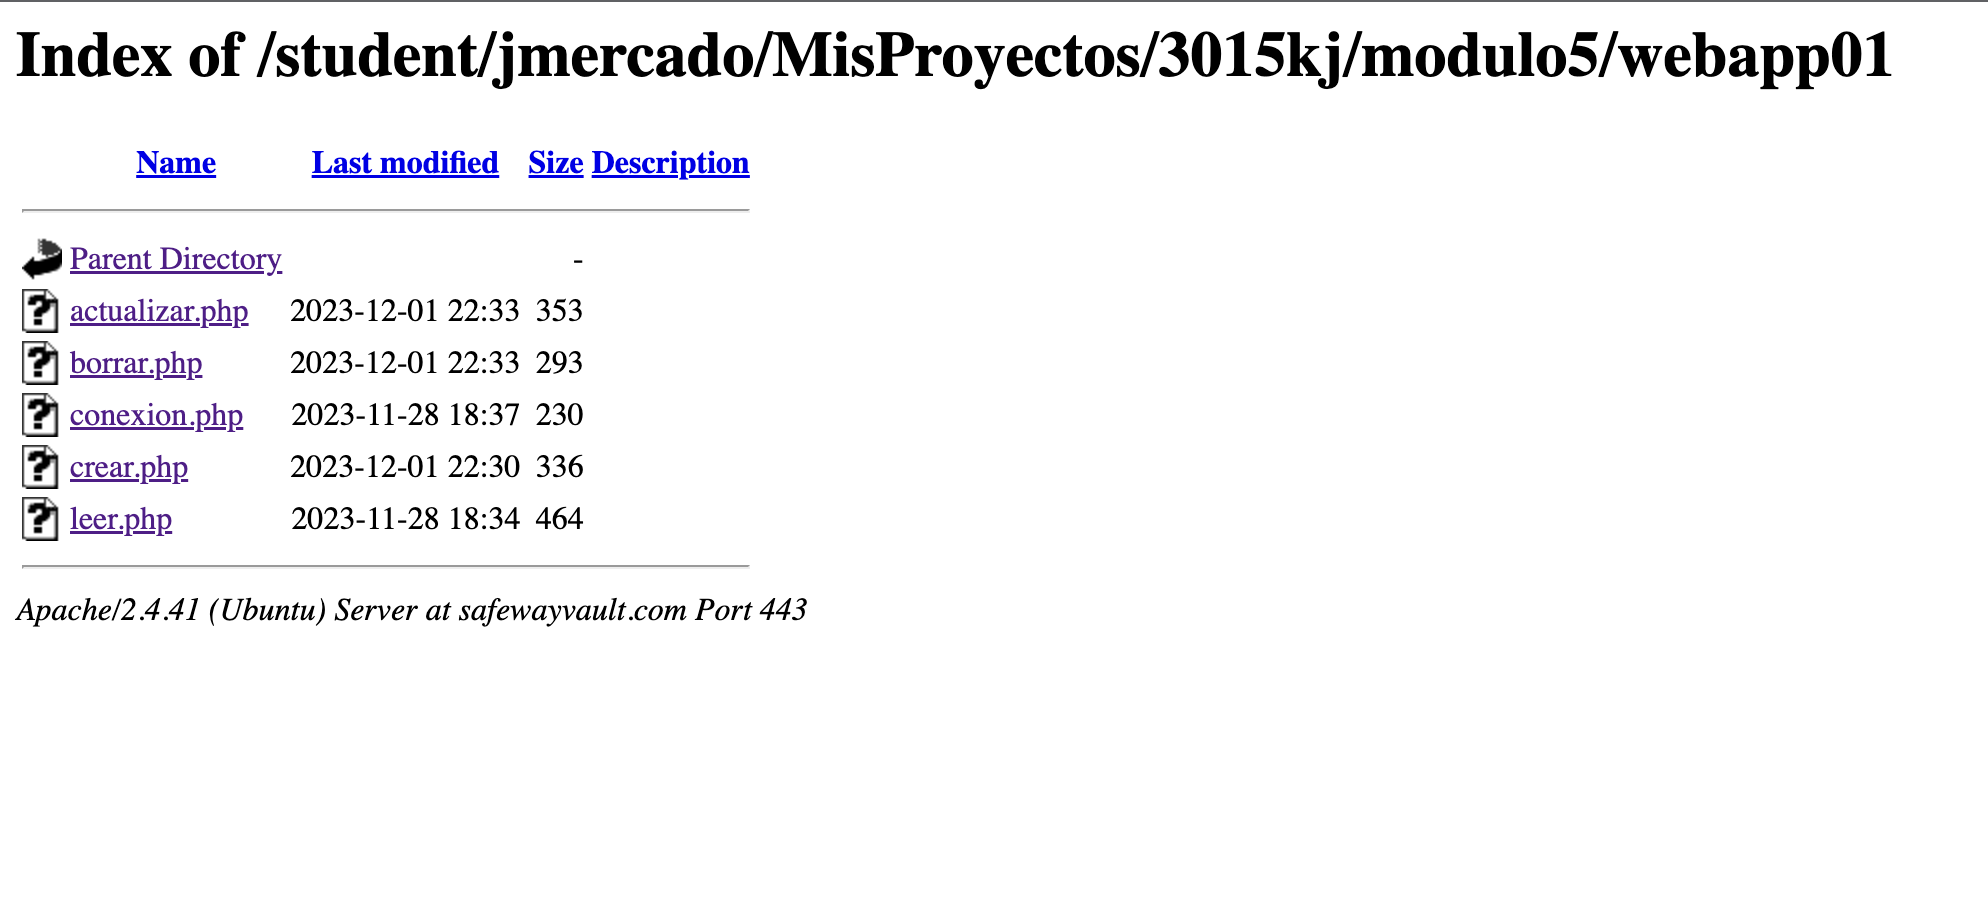 Index of /student/jmercado/MisProyectos/3015kj/modulo5/webapp01
Name Last modified Size Description
Parent Directory -
actualizar.php 2023-12-01 22:33 353
borrar.php 2023-12-01 22:33 293
conexion.php 2023-11-28 18:37 230
crear.php 2023-12-01 22:30 336
leer.php 2023-11-28 18:34 464
Apache/2.4.41 (Ubuntu) Server at safewayvault.com Port 443